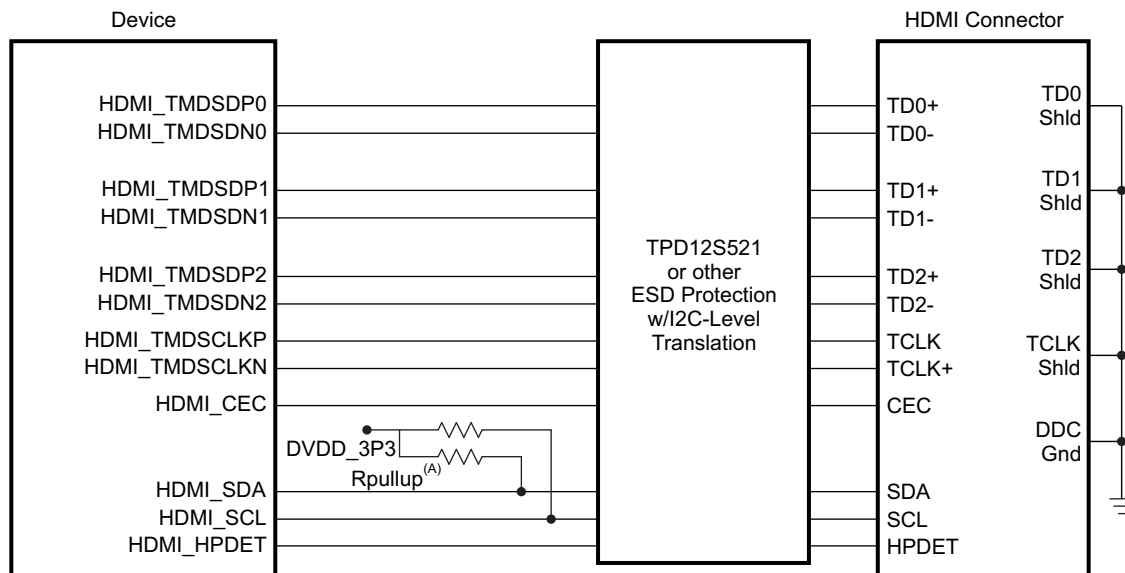 Device
HDMI Connector
HDMI_TMDSDP0
HDMI_TMDSDN0
HDMI_TMDSDP1
HDMI_TMDSDN1
HDMI_TMDSDP2
HDMI_TMDSDN2
HDMI_TMDSCLKP
HDMI_TMDSCLKN
HDMI_CEC
DVDD_3P3
Rpullup(A)
HDMI_SDA
HDMI_SCL
HDMI_HPDET
TPD12S521
or other
ESD Protection
w/I2C-Level
Translation
TD0+
TD0-
TD1+
TD1-
TD2+
TD2-
TCLK
TCLK+
CEC
SDA
SCL
HPDET
TD0
Shld
TD1
Shld
TD2
Shld
TCLK
Shld
DDC
Gnd